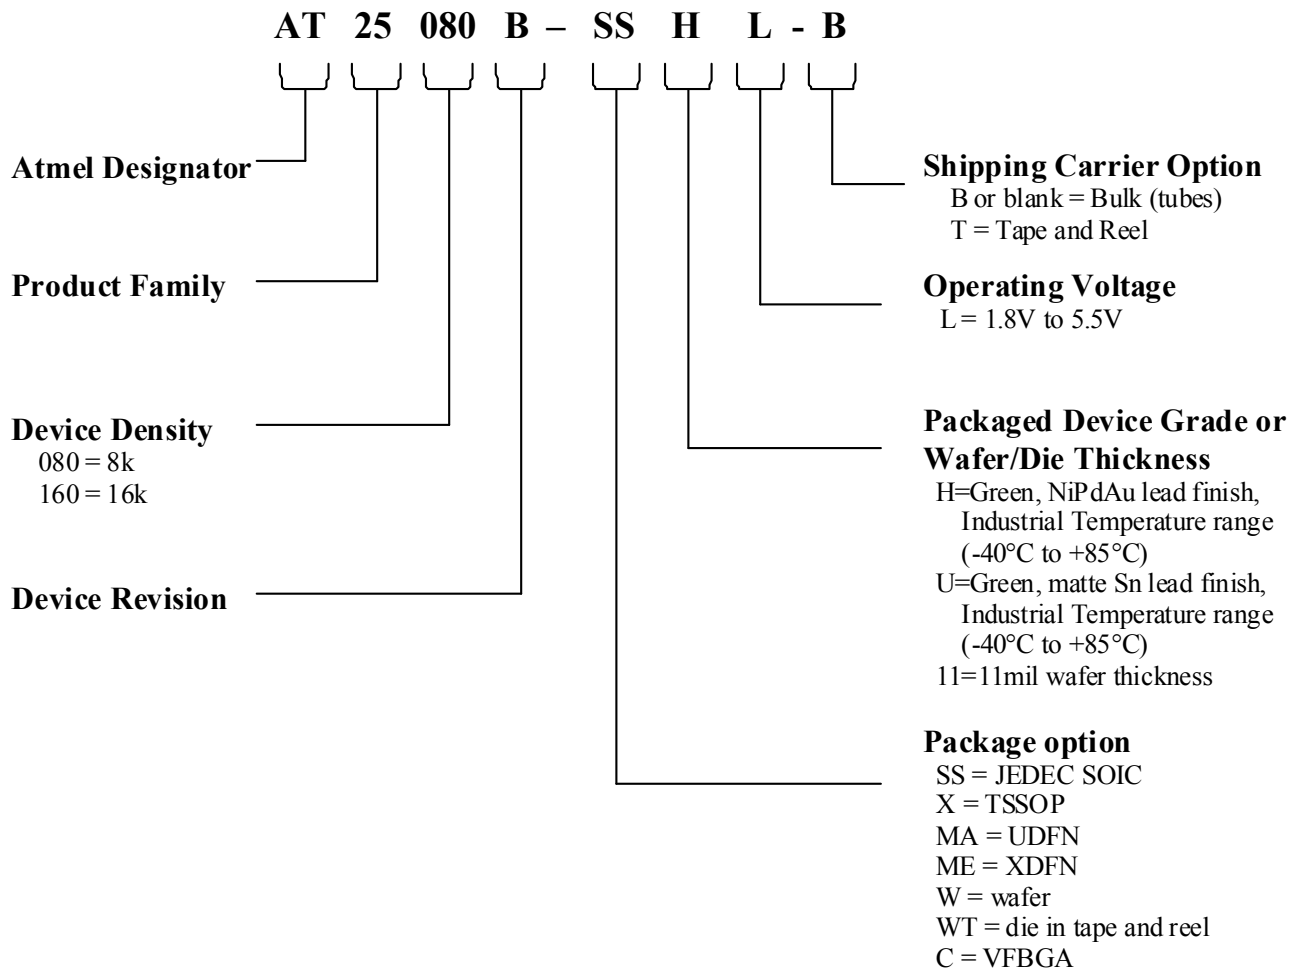 AT 25 080 B – SS H L - B
Atmel Designator
Product Family
Device Density
080 = 8k
160 = 16k
Device Revision
Shipping Carrier Option
B or blank = Bulk (tubes)
T = Tape and Reel
Operating Voltage
L = 1.8V to 5.5V
Packaged Device Grade or
Wafer/Die Thickness
H=Green, NiPdAu lead finish,
Industrial Temperature range
(-40°C to +85°C)
U=Green, matte Sn lead finish,
Industrial Temperature range
(-40°C to +85°C)
11=11mil wafer thickness
Package option
SS = JEDEC SOIC
X = TSSOP
MA = UDFN
ME = XDFN
W = wafer
WT = die in tape and reel
C = VFBGA